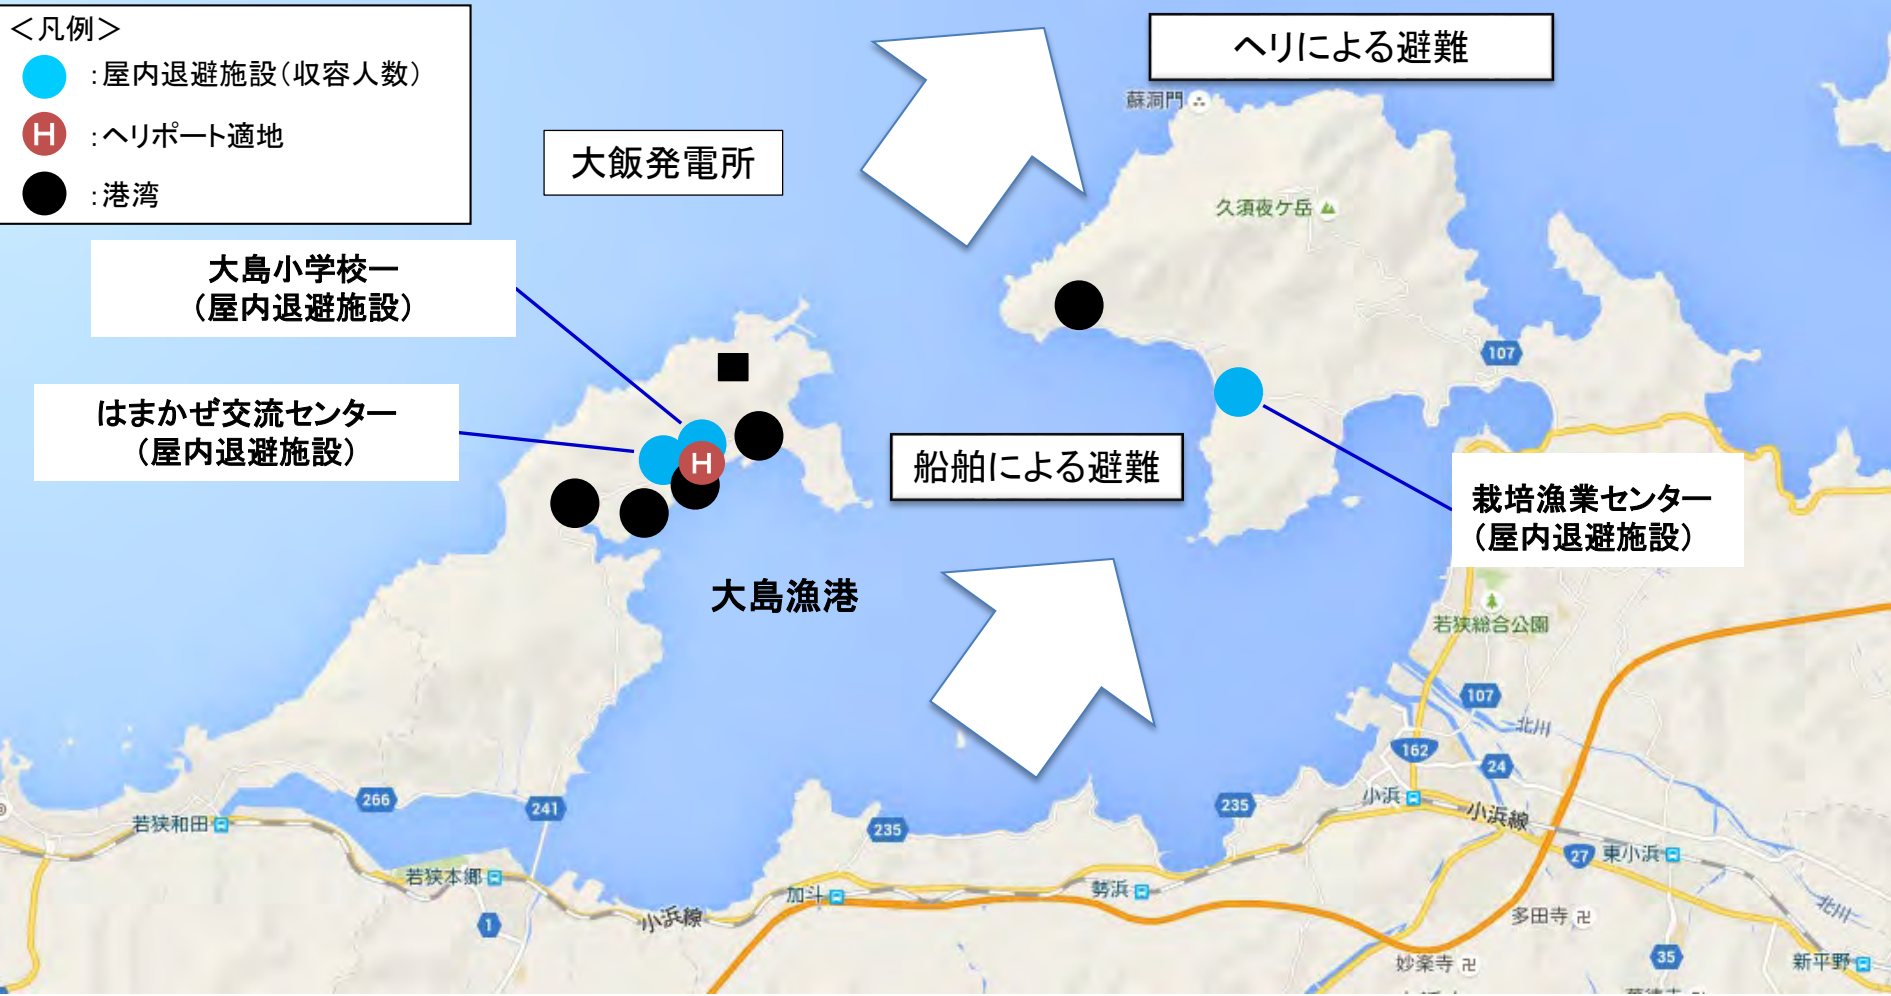 ＜凡例＞
：屋内退避施設（収容人数）
H
：ヘリポート適地
：港湾
ヘリによる避難
蘇洞門
大飯発電所
久須夜ケ岳
大島小学校ー
（屋内退避施設）
107
はまかぜ交流センター
（屋内退避施設）
H
船舶による避難
栽培漁業センター
（屋内退避施設）
大島漁港
若狭総合公園
107
北川
162
24
266
241
235
235
小浜
小浜線
若狭和田
27
東小浜
若狭本郷
加斗
勢浜
小浜線
1
多田寺
北川
妙楽寺
35
新平野